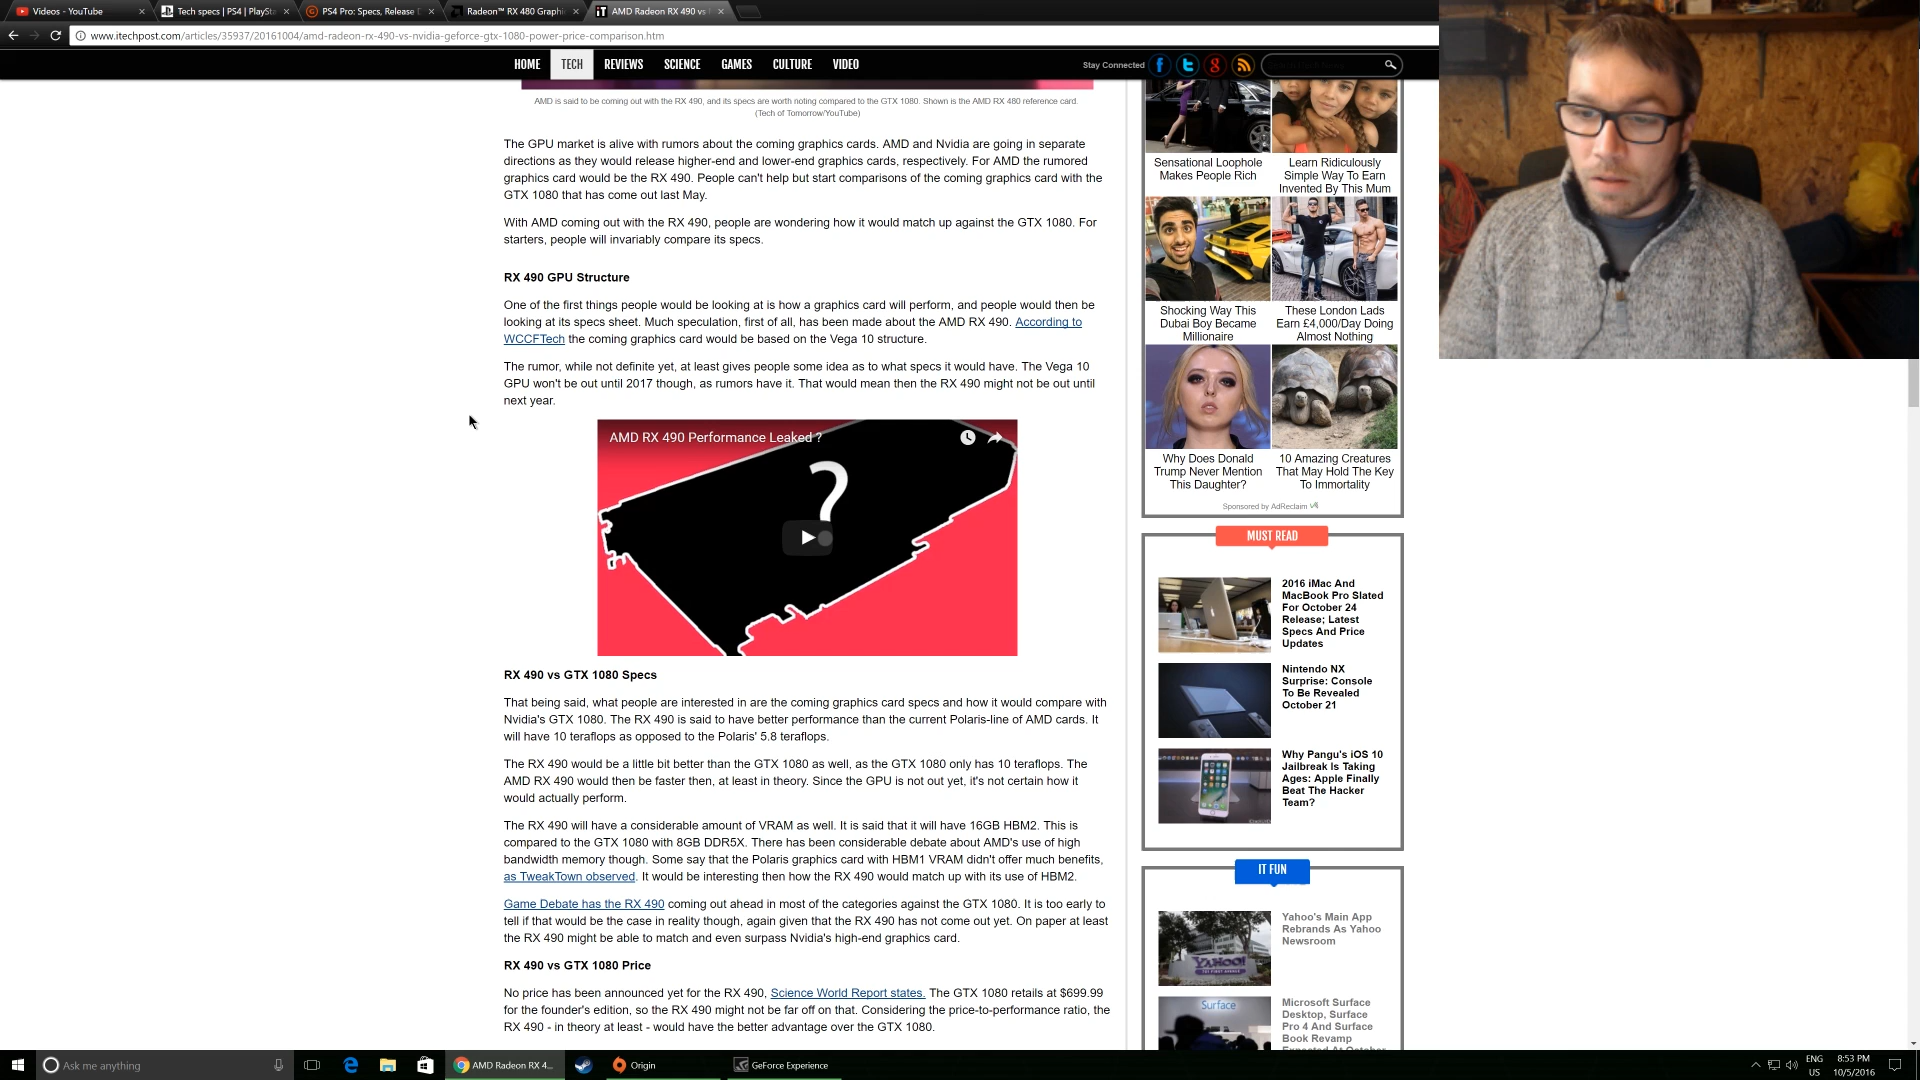 Videos - YouTube
Tech specs | PS4 | PlaySta
PS4 Pro: Specs, Release D
Radeon™ RX 480 Graphi
AMD Radeon RX 490 vs
www.itechpost.com/articles/35937/20161004/amd-radeon-rx-490-vs-nvidia-geforce-gtx-1080-power-price-comparison.htm
HOME TECH REVIEWS SCIENCE GAMES CULTURE VIDEO
Stay Connected
AMD is said to be coming out with the RX 490, and its specs are worth noting compared to the GTX 1080. Shown is the AMD RX 480 reference card.
(Tech of Tomorrow/YouTube)
The GPU market is alive with rumors about the coming graphics cards. AMD and Nvidia are going in separate
directions as they would release higher-end and lower-end graphics cards, respectively. For AMD the rumored
graphics card would be the RX 490. People can't help but start comparisons of the coming graphics card with the
GTX 1080 that has come out last May.
With AMD coming out with the RX 490, people are wondering how it would match up against the GTX 1080. For
starters, people will invariably compare its specs.
RX 490 GPU Structure
One of the first things people would be looking at is how a graphics card will perform, and people would then be
looking at its specs sheet. Much speculation, first of all, has been made about the AMD RX 490. According to
WCCFTech the coming graphics card would be based on the Vega 10 structure.
The rumor, while not definite yet, at least gives people some idea as to what specs it would have. The Vega 10
GPU won't be out until 2017 though, as rumors have it. That would mean then the RX 490 might not be out until
next year.
AMD RX 490 Performance Leaked ?
?
RX 490 vs GTX 1080 Specs
That being said, what people are interested in are the coming graphics card specs and how it would compare with
Nvidia's GTX 1080. The RX 490 is said to have better performance than the current Polaris-line of AMD cards. It
will have 10 teraflops as opposed to the Polaris' 5.8 teraflops.
The RX 490 would be a little bit better than the GTX 1080 as well, as the GTX 1080 only has 10 teraflops. The
AMD RX 490 would then be faster then, at least in theory. Since the GPU is not out yet, it's not certain how it
would actually perform.
The RX 490 will have a considerable amount of VRAM as well. It is said that it will have 16GB HBM2. This is
compared to the GTX 1080 with 8GB DDR5X. There has been considerable debate about AMD's use of high
bandwidth memory though. Some say that the Polaris graphics card with HBM1 VRAM didn't offer much benefits,
as TweakTown observed. It would be interesting then how the RX 490 would match up with its use of HBM2.
Game Debate has the RX 490 coming out ahead in most of the categories against the GTX 1080. It is too early to
tell if that would be the case in reality though, again given that the RX 490 has not come out yet. On paper at least
the RX 490 might be able to match and even surpass Nvidia's high-end graphics card.
RX 490 vs GTX 1080 Price
No price has been announced yet for the RX 490, Science World Report states. The GTX 1080 retails at $699.99
for the founder's edition, so the RX 490 might not be far off on that. Considering the price-to-performance ratio, the
RX 490 - in theory at least - would have the better advantage over the GTX 1080.
Sensational Loophole
Makes People Rich
Learn Ridiculously
Simple Way To Earn
Invented By This Mum
Shocking Way This
Dubai Boy Became
Millionaire
These London Lads
Earn £4,000/Day Doing
Almost Nothing
Why Does Donald
Trump Never Mention
This Daughter?
10 Amazing Creatures
That May Hold The Key
To Immortality
Sponsored by AdReclaim
MUST READ
2016 iMac And
MacBook Pro Slated
For October 24
Release; Latest
Specs And Price
Updates
Nintendo NX
Surprise: Console
To Be Revealed
October 21
Why Pangu's iOS 10
Jailbreak Is Taking
Ages: Apple Finally
Beat The Hacker
Team?
IT FUN
Yahoo's Main App
Rebrands As Yahoo
Newsroom
YAHOO!
Microsoft Surface
Desktop, Surface
Pro 4 And Surface
Book Revamp
Expected At October
Surface
Ask me anything
AMD Radeon RX 4...
Origin
GeForce Experience
ENG
US
8:53 PM
10/5/2016